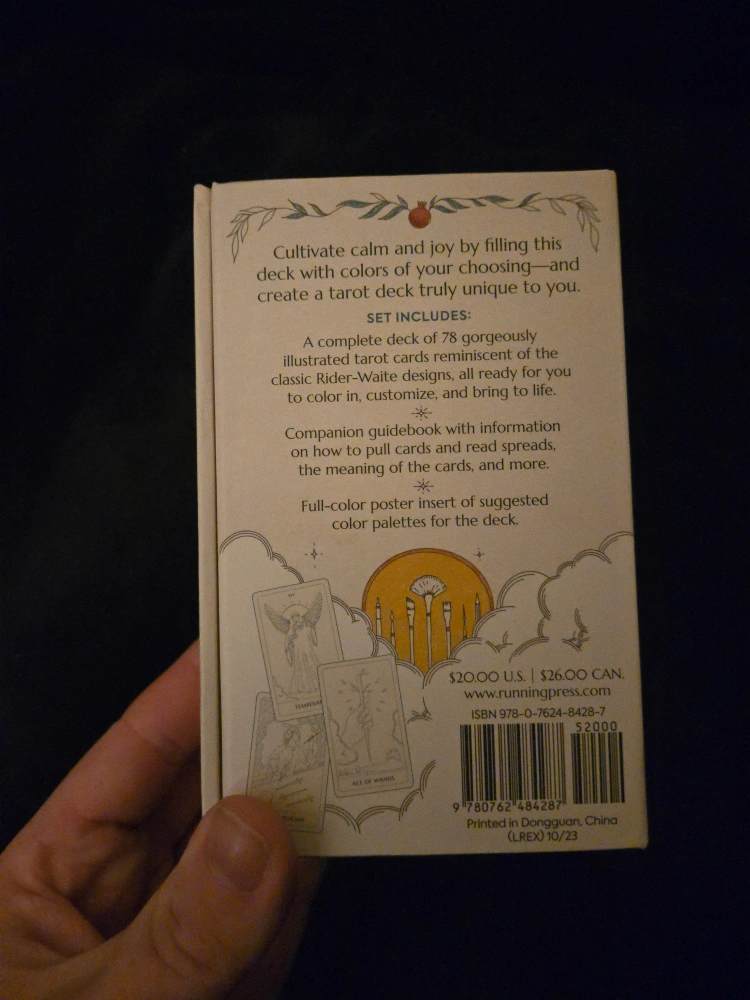 Cultivate calm and joy by filling this
deck with colors of your choosing—and
create a tarot deck truly unique to you.
SET INCLUDES:
A complete deck of 78 gorgeously
illustrated tarot cards reminiscent of the
classic Rider-Waite designs, all ready for you
to color in, customize, and bring to life.
Companion guidebook with information
on how to pull cards and read spreads,
the meaning of the cards, and more.
Full-color poster insert of suggested
color palettes for the deck.
XIV
ACE OF WANDS
$20.00 U.S. | $26.00 CAN.
www.runningpress.com
ISBN 978-0-7624-8428-7
52000
9 780762 484287
Printed in Dongguan, China
(LREX) 10/23